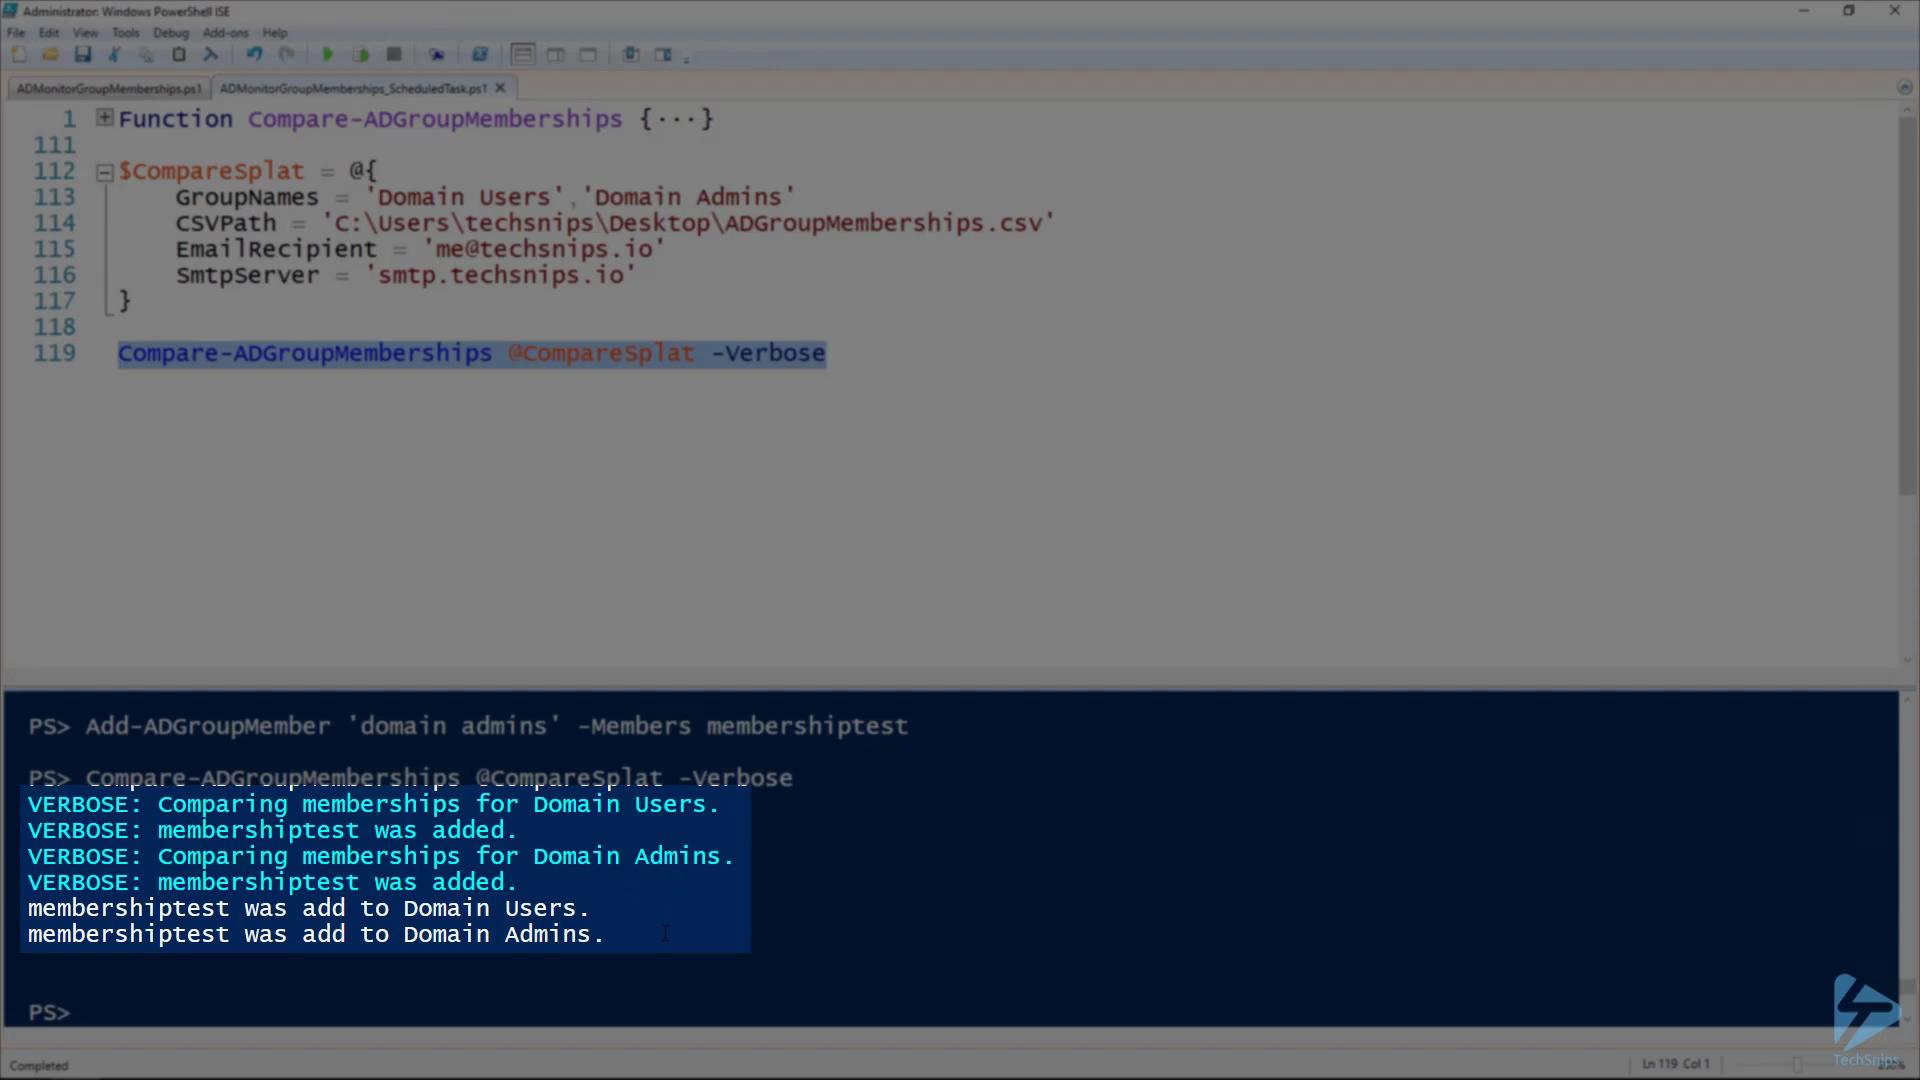 Administrator: Windows PowerShell ISE
File Edit View Tools Debug Add-ons Help
ADMonitorGroupMemberships.ps1 ADMonitorGroupMemberships_ScheduledTask.ps1
1 Function Compare-ADGroupMemberships {...}
111
112 $CompareSplat = @{
113 GroupNames = 'Domain Users','Domain Admins'
114 CSVPath = 'C:\Users\techsnips\Desktop\ADGroupMemberships.csv'
115 EmailRecipient = 'me@techsnips.io'
116 SmtpServer = 'smtp.techsnips.io'
117 }
118
119 Compare-ADGroupMemberships @CompareSplat -Verbose
PS> Add-ADGroupMember 'domain admins' -Members membershiptest
PS> Compare-ADGroupMemberships @CompareSplat -Verbose
VERBOSE: Comparing memberships for Domain Users.
VERBOSE: membershiptest was added.
VERBOSE: Comparing memberships for Domain Admins.
VERBOSE: membershiptest was added.
membershiptest was add to Domain Users.
membershiptest was add to Domain Admins.
PS>
Completed
Ln 119 Col 1
TechSnips